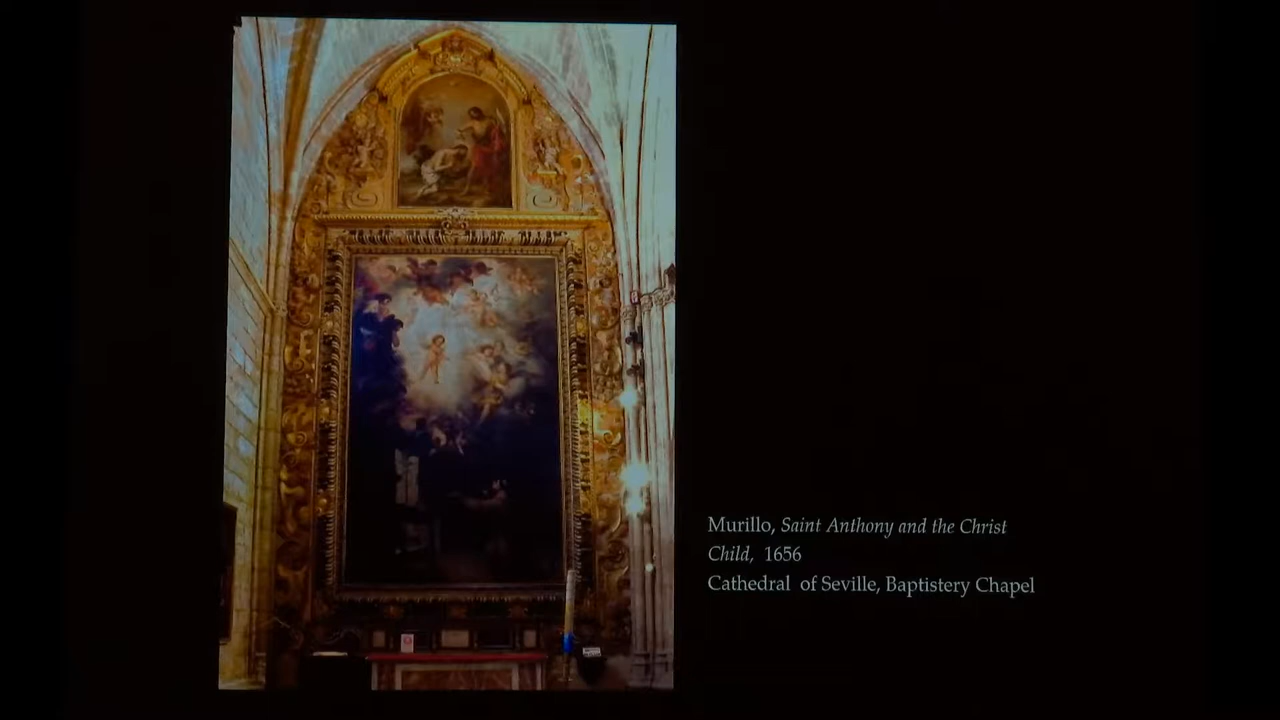 Murillo, Saint Anthony and the Christ
Child, 1656
Cathedral of Seville, Baptistery Chapel